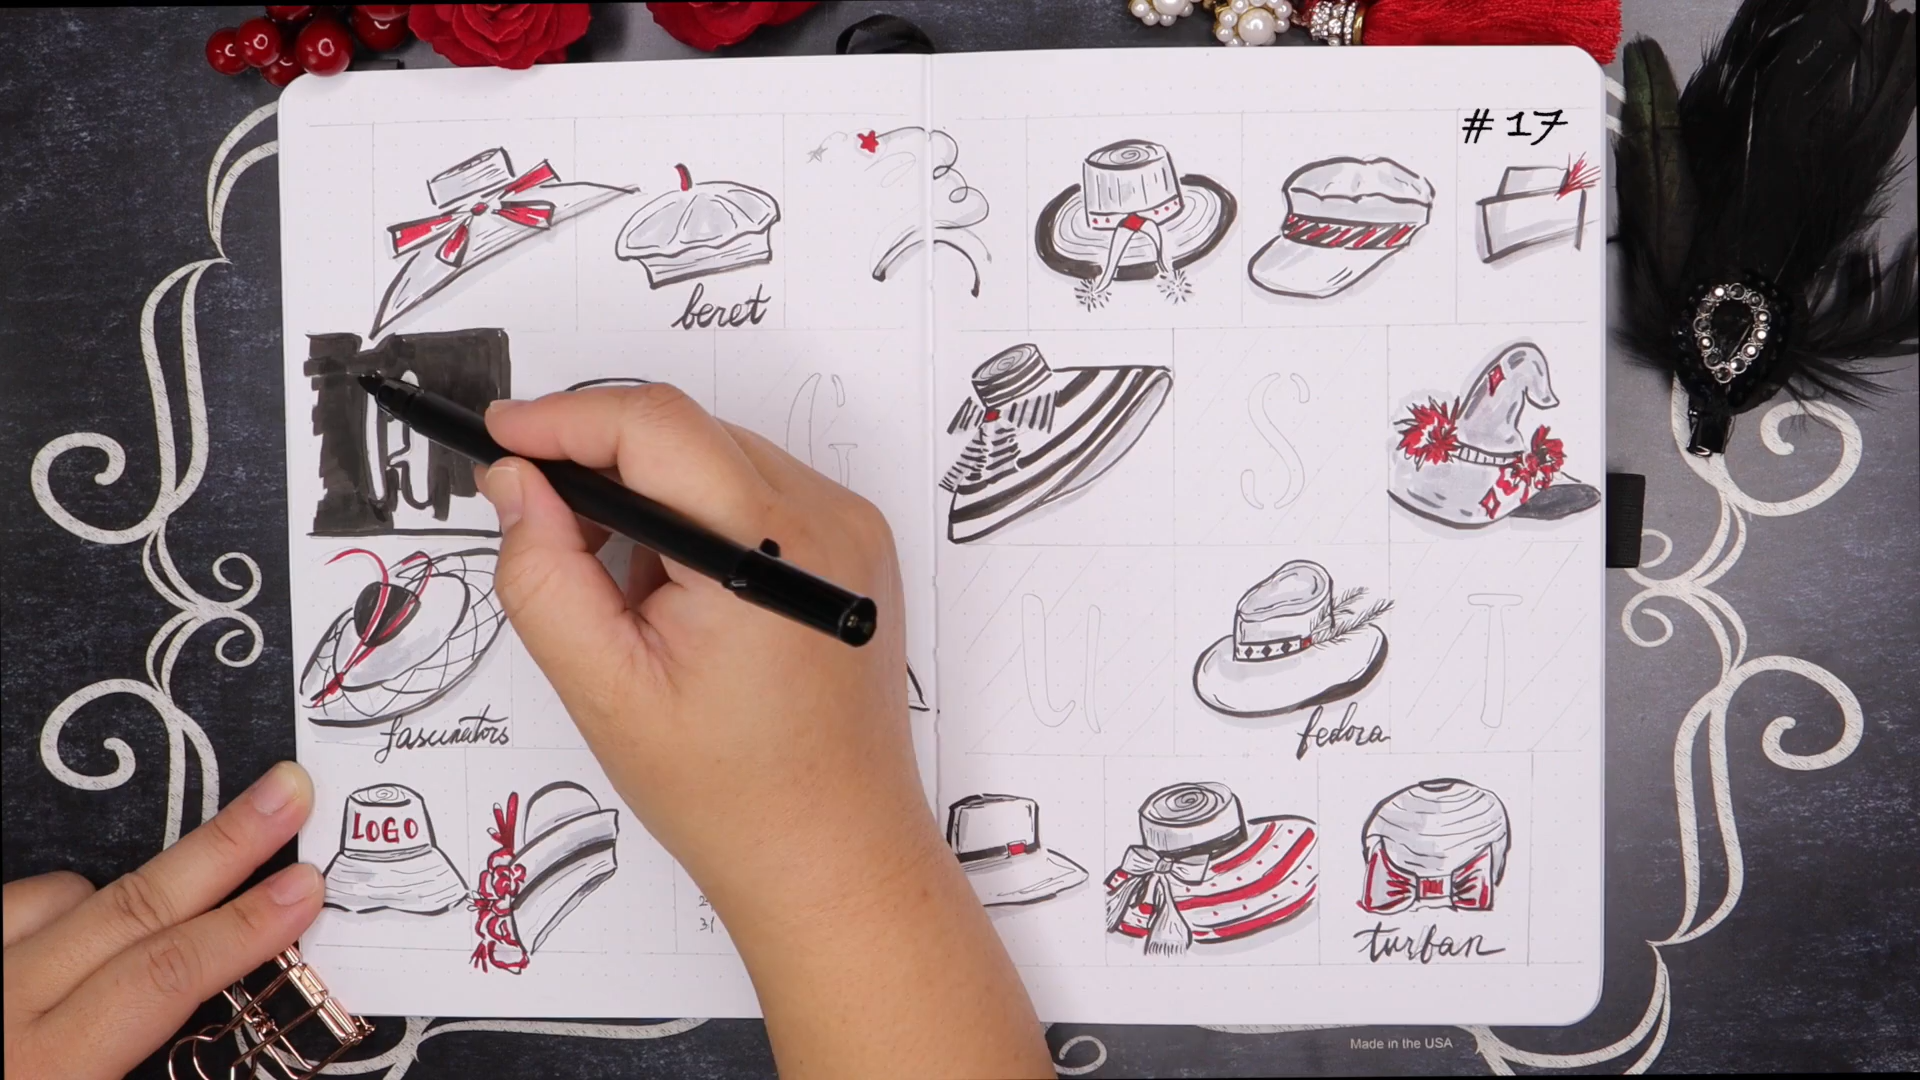 # 17
beret
A
G
S
fascinators
U
fedora
T
LOGO
turban
Made in the USA